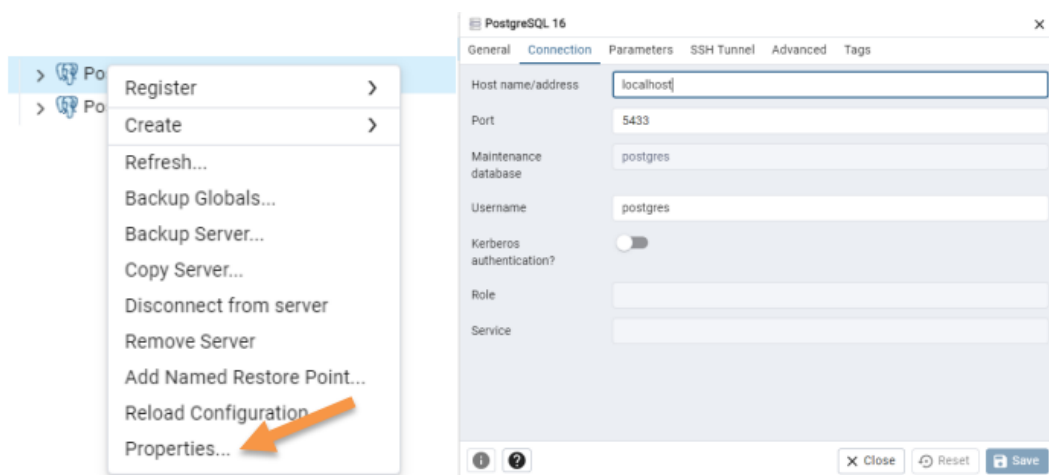 Po
Po
Register
Create
Refresh...
Backup Globals...
Backup Server...
Copy Server...
Disconnect from server
Remove Server
Add Named Restore Point...
Reload Configuration
Properties...
PostgreSQL 16
General Connection Parameters SSH Tunnel Advanced Tags
Host name/address localhost
Port 5433
Maintenance postgres
database
Username postgres
Kerberos
authentication?
Role
Service
Close Reset Save